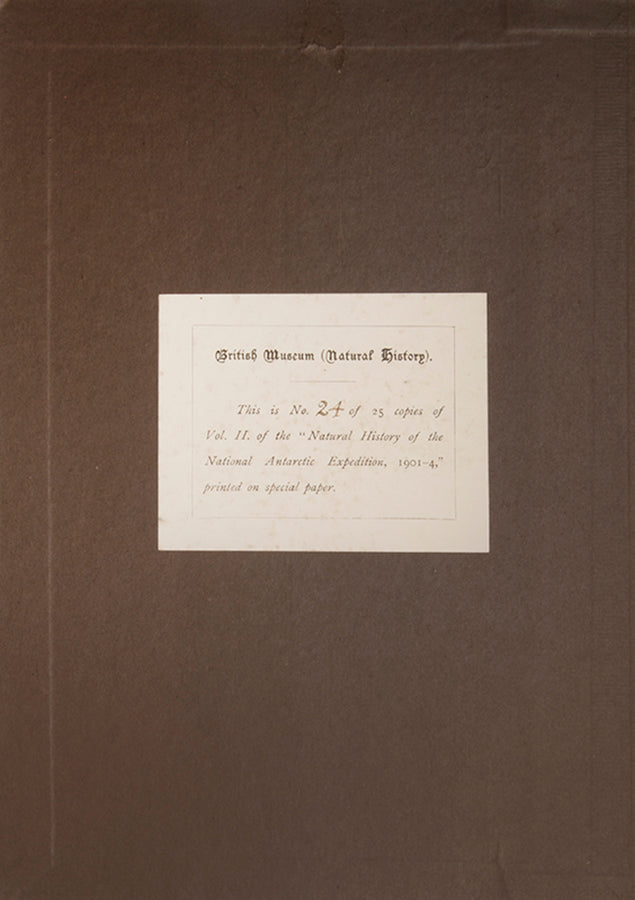 British Museum (Natural History).
This is No. 24 of 25 copies of
Vol. II. of the "Natural History of the
National Antarctic Expedition, 1901–4,"
printed on special paper.